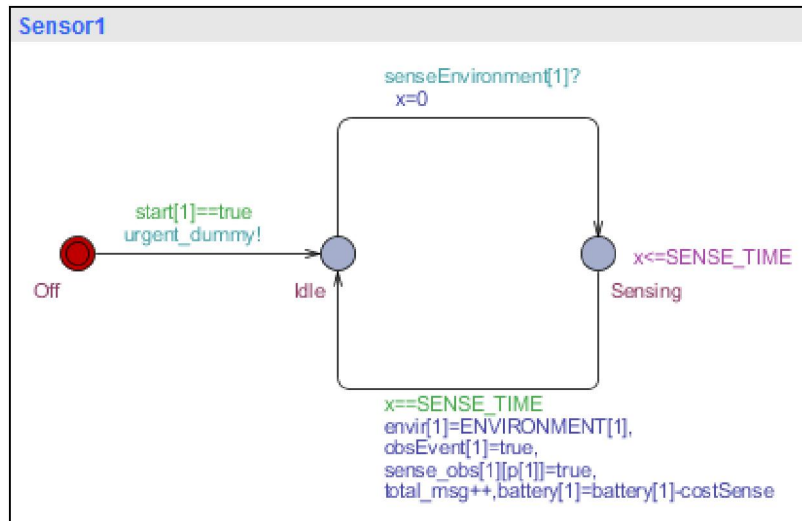 Sensor1
senseEnvironment[1]?
x=0
start[1]==true
urgent_dummy!
x<=SENSE_TIME
Off
Idle
Sensing
x==SENSE_TIME
envir[1]=ENVIRONMENT[1],
obsEvent[1]=true,
sense_obs[1][p[1]]=true,
total_msg++,battery[1]=battery[1]-costSense